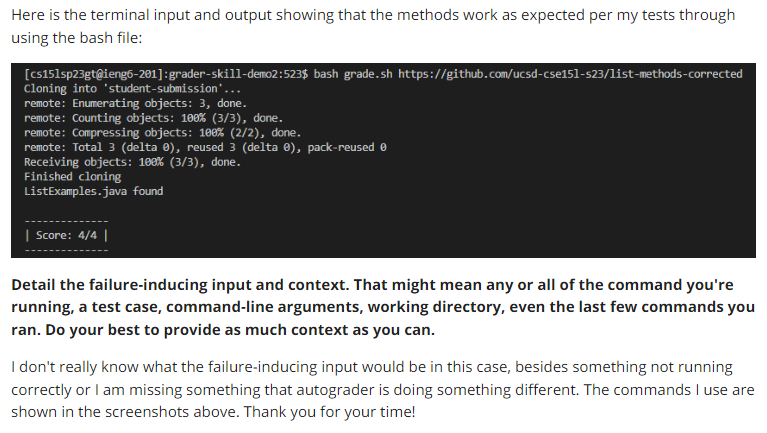 Here is the terminal input and output showing that the methods work as expected per my tests through
using the bash file:
[cs15lsp23gt@ieng6-201]:grader-skill-demo2:523$ bash grade.sh https://github.com/ucsd-cse15l-s23/list-methods-corrected
Cloning into 'student-submission'...
remote: Enumerating objects: 3, done.
remote: Counting objects: 100% (3/3), done.
remote: Compressing objects: 100% (2/2), done.
remote: Total 3 (delta 0), reused 3 (delta 0), pack-reused 0
Receiving objects: 100% (3/3), done.
Finished cloning
ListExamples.java found
--------------
| Score: 4/4 |
--------------
Detail the failure-inducing input and context. That might mean any or all of the command you're
running, a test case, command-line arguments, working directory, even the last few commands you
ran. Do your best to provide as much context as you can.
I don't really know what the failure-inducing input would be in this case, besides something not running
correctly or I am missing something that autograder is doing something different. The commands I use are
shown in the screenshots above. Thank you for your time!